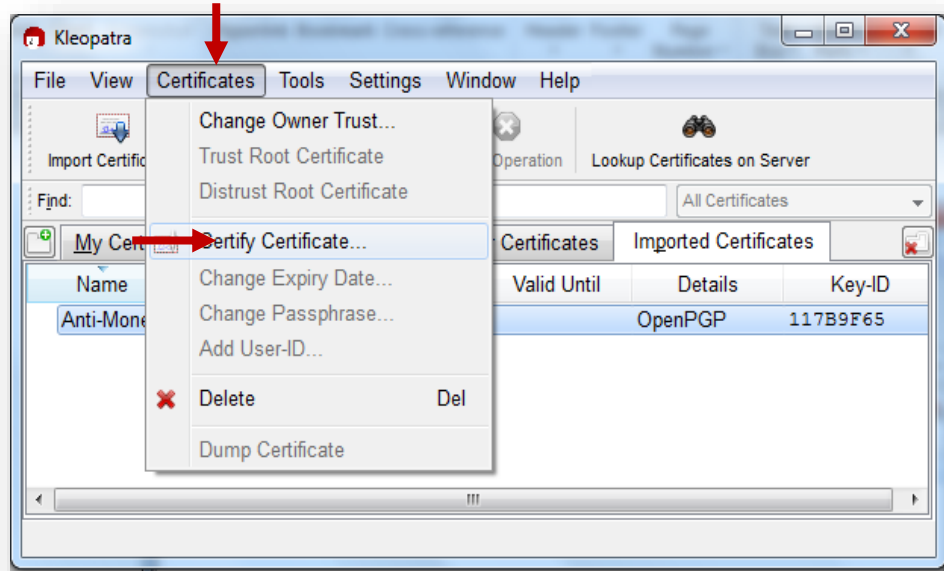 Kleopatra
File View Certificates Tools Settings Window Help
Import Certific Operation Lookup Certificates on Server
Find: All Certificates
My Cert Certificates Imported Certificates
Name Valid Until Details Key-ID
Anti-Mone OpenPGP 117B9F65
Change Owner Trust...
Trust Root Certificate
Distrust Root Certificate
Certify Certificate...
Change Expiry Date...
Change Passphrase...
Add User-ID...
Delete Del
Dump Certificate